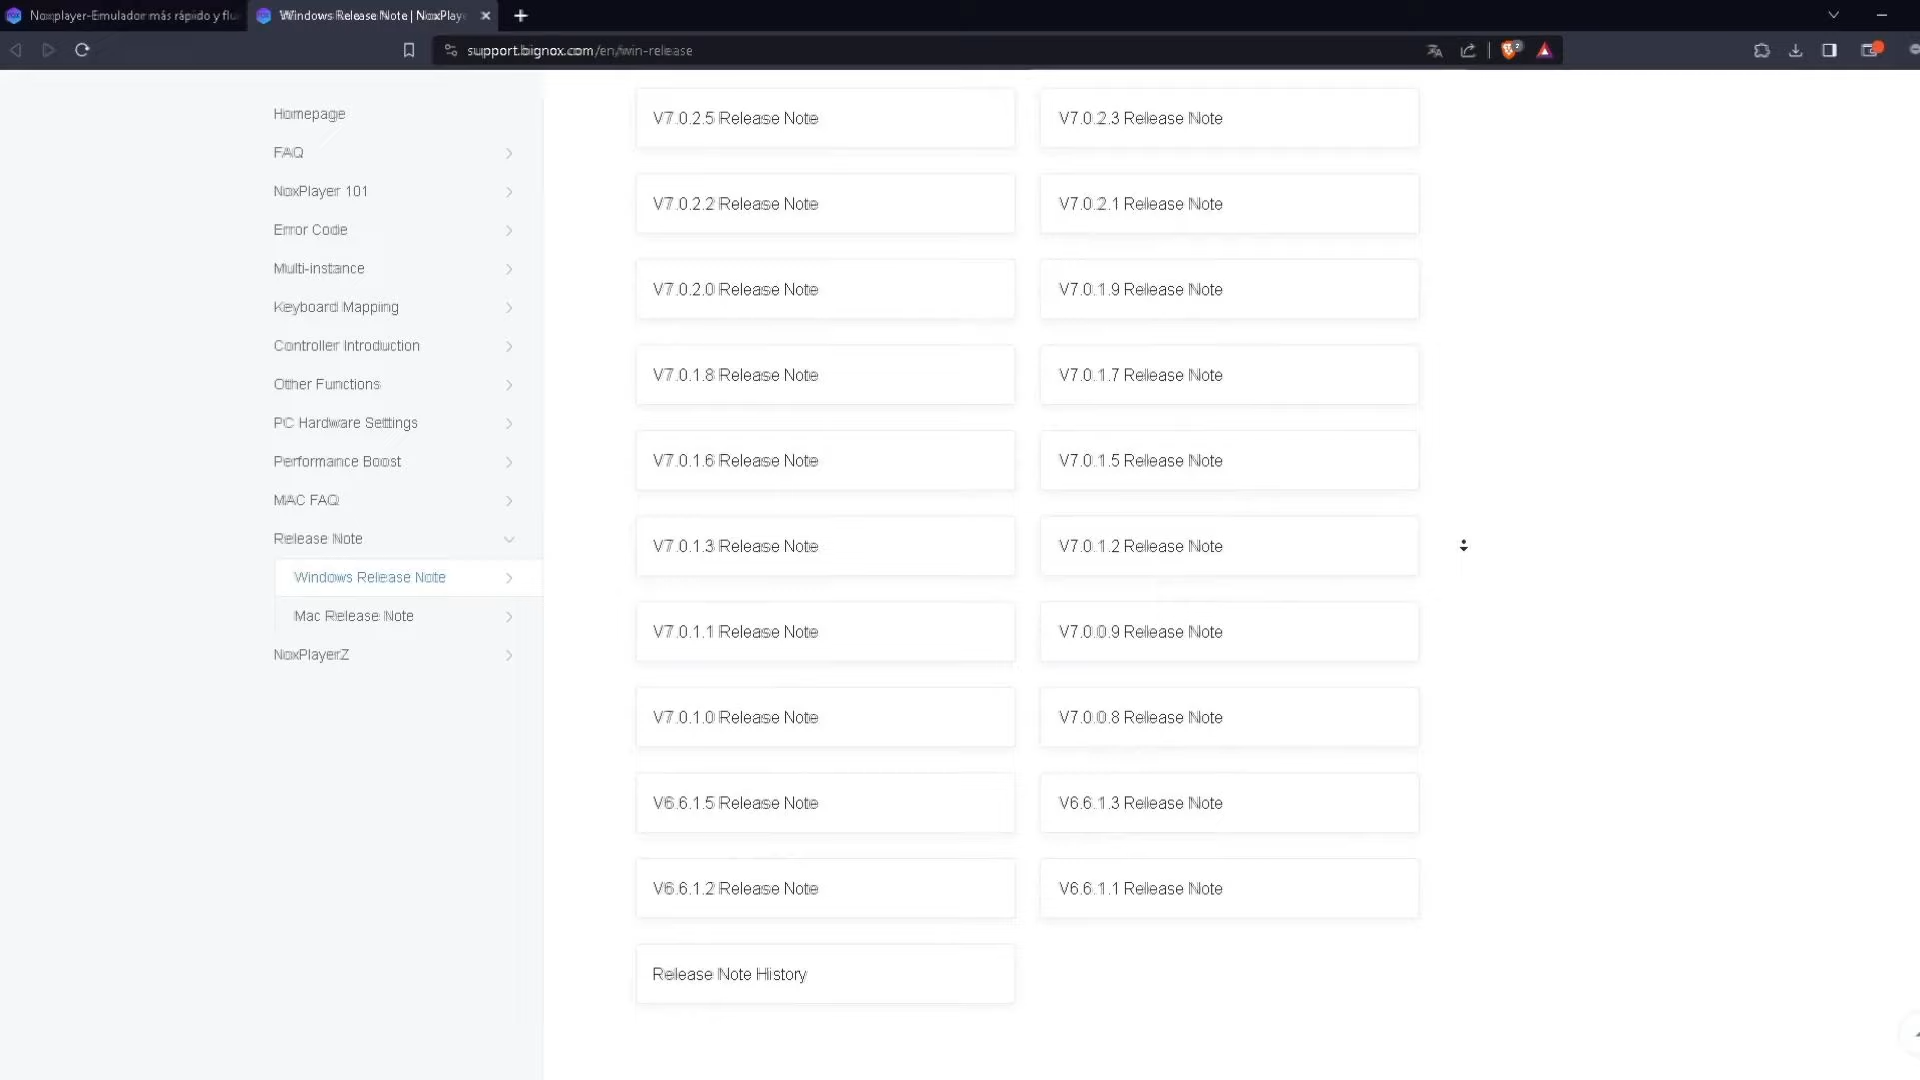 Noxplayer-Emulador más rápido y flu
Windows Release Note | NoxPlaye
support.bignox.com/en/win-release
2
Homepage
FAQ
NoxPlayer 101
Error Code
Multi-instance
Keyboard Mapping
Controller Introduction
Other Functions
PC Hardware Settings
Performance Boost
MAC FAQ
Release Note
Windows Release Note
Mac Release Note
NoxPlayerZ
V7.0.2.5 Release Note
V7.0.2.3 Release Note
V7.0.2.2 Release Note
V7.0.2.1 Release Note
V7.0.2.0 Release Note
V7.0.1.9 Release Note
V7.0.1.8 Release Note
V7.0.1.7 Release Note
V7.0.1.6 Release Note
V7.0.1.5 Release Note
V7.0.1.3 Release Note
V7.0.1.2 Release Note
V7.0.1.1 Release Note
V7.0.0.9 Release Note
V7.0.1.0 Release Note
V7.0.0.8 Release Note
V6.6.1.5 Release Note
V6.6.1.3 Release Note
V6.6.1.2 Release Note
V6.6.1.1 Release Note
Release Note History